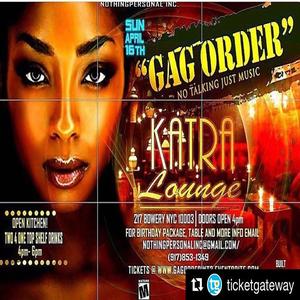 NOTHINGPERSONAL INC.
SUN
APRIL
16TH
"GAG ORDER"
NO TALKING JUST MUSIC
KATRA
Lounge
217 BOWERY NYC 10003 | DOORS OPEN 4pm
FOR BIRTHDAY PACKAGE, TABLE AND MORE INFO EMAIL
NOTHINGPERSONALINC@GMAIL.COM/
(917)853-1349
OPEN KITCHEN!
TWO 4 ONE TOP SHELF DRINKS
4pm- 6pm
TICKETS @
BUILT
M
ticketgateway